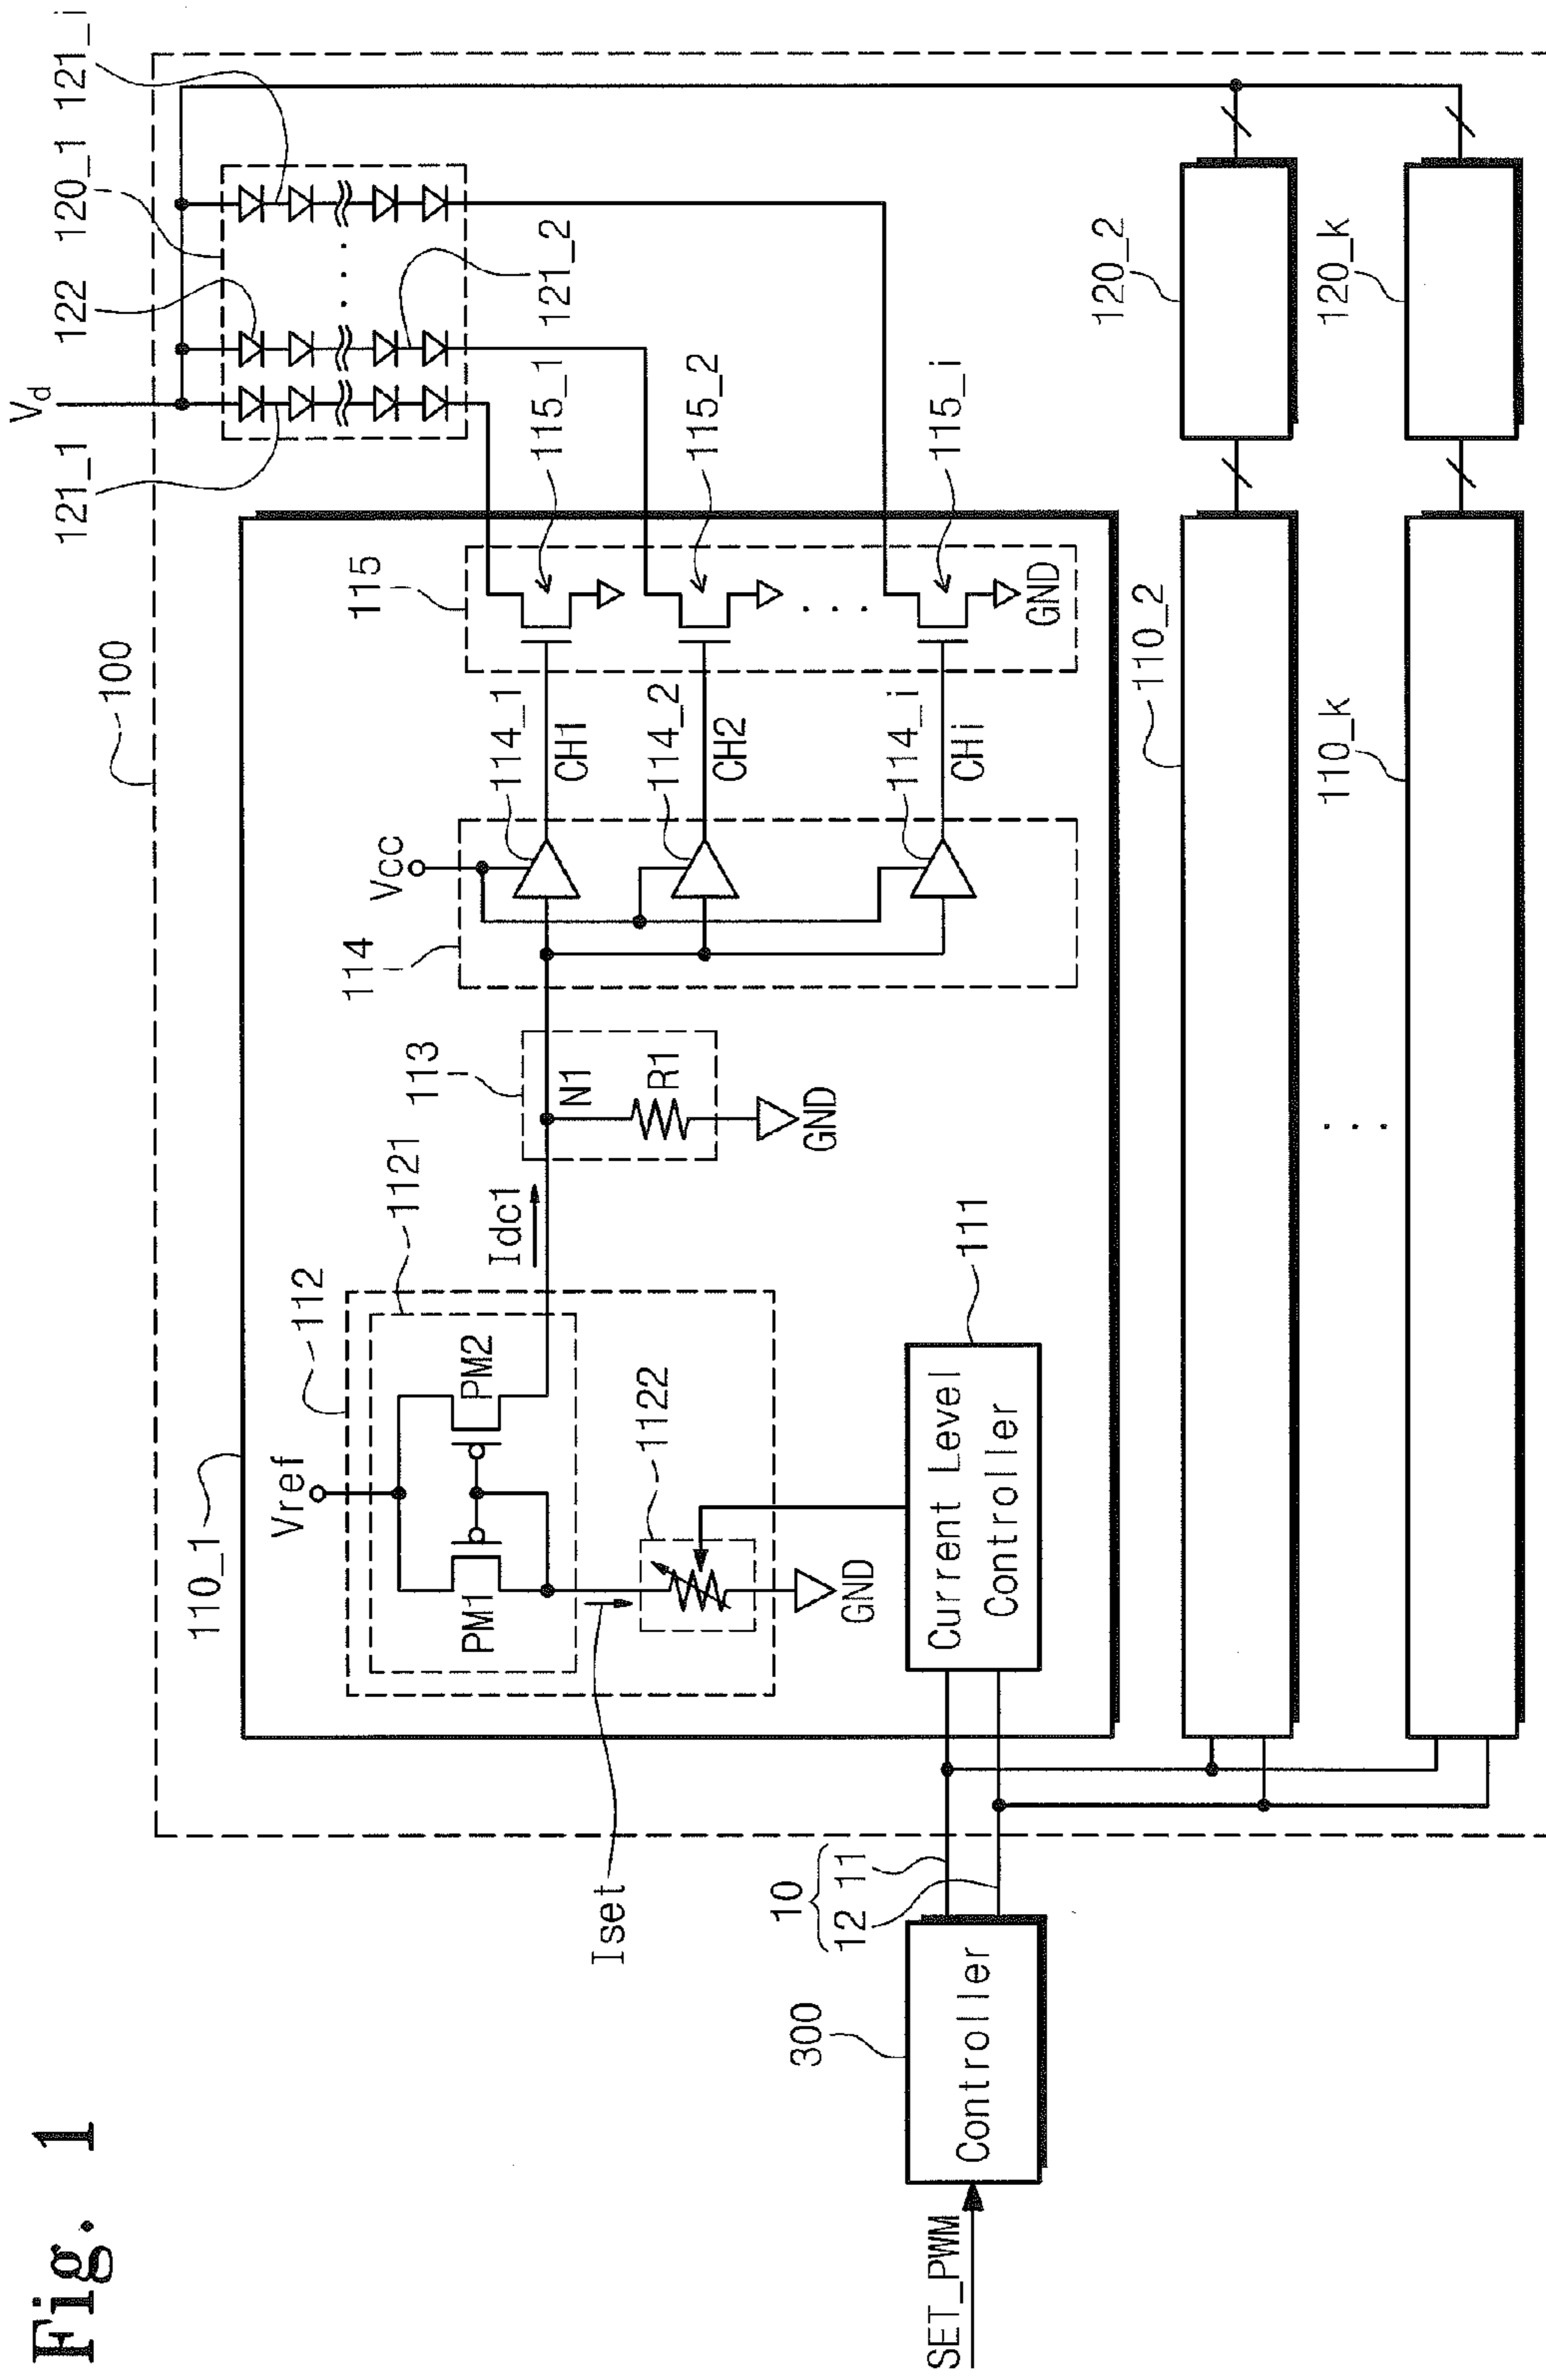 Fig. 1
100
110_1
Vref
112
1121
PM1
PM2
Iset
1122
GND
Idc1
113
N1
R1
GND
111
Current Level
Controller
114
Vcc
114_1
CH1
114_2
CH2
114_i
CHi
115
115_1
115_2
115_i
GND
Vd
121_1
122
120_1
121_i
121_2
SET_PWM
300
Controller
10
11
12
110_2
120_2
110_k
120_k